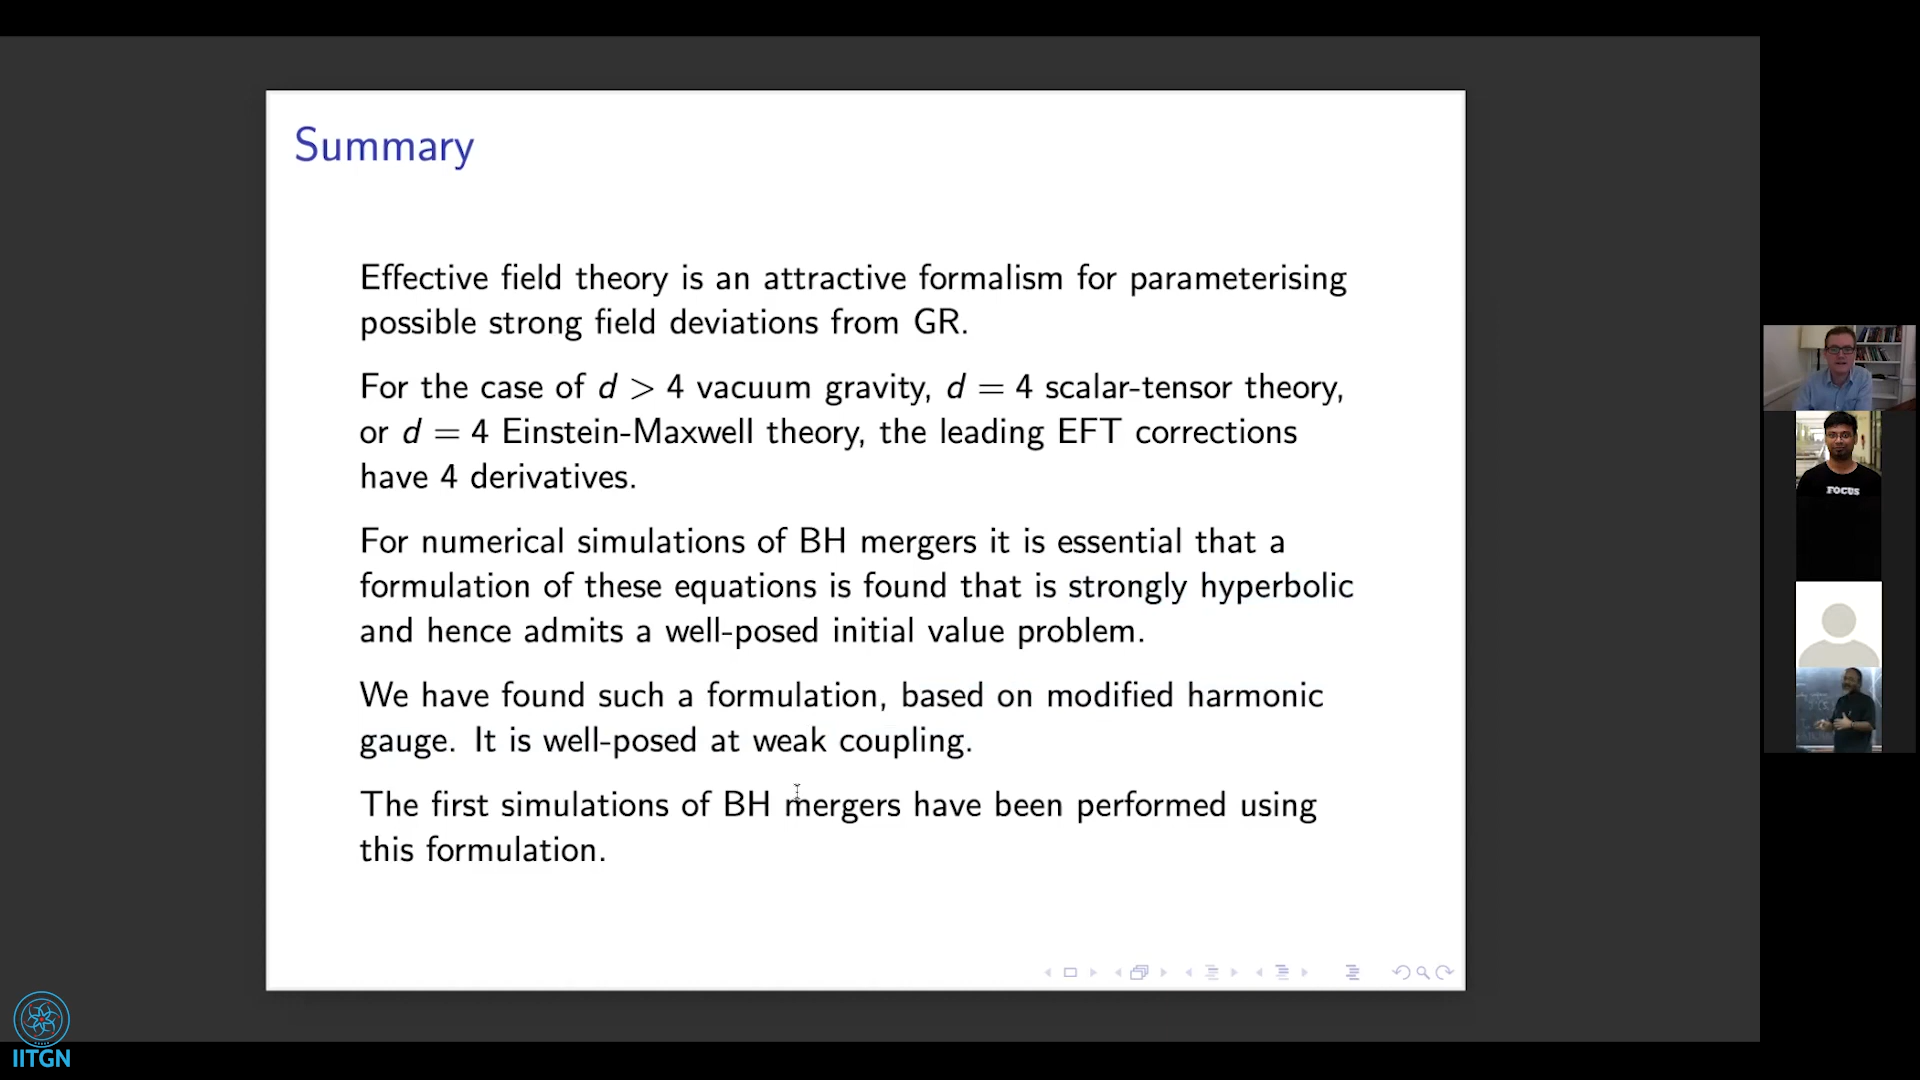 Summary
Effective field theory is an attractive formalism for parameterising
possible strong field deviations from GR.
For the case of d > 4 vacuum gravity, d = 4 scalar-tensor theory,
or d = 4 Einstein-Maxwell theory, the leading EFT corrections
have 4 derivatives.
For numerical simulations of BH mergers it is essential that a
formulation of these equations is found that is strongly hyperbolic
and hence admits a well-posed initial value problem.
We have found such a formulation, based on modified harmonic
gauge. It is well-posed at weak coupling.
The first simulations of BH mergers have been performed using
this formulation.
FOCUS
IITGN